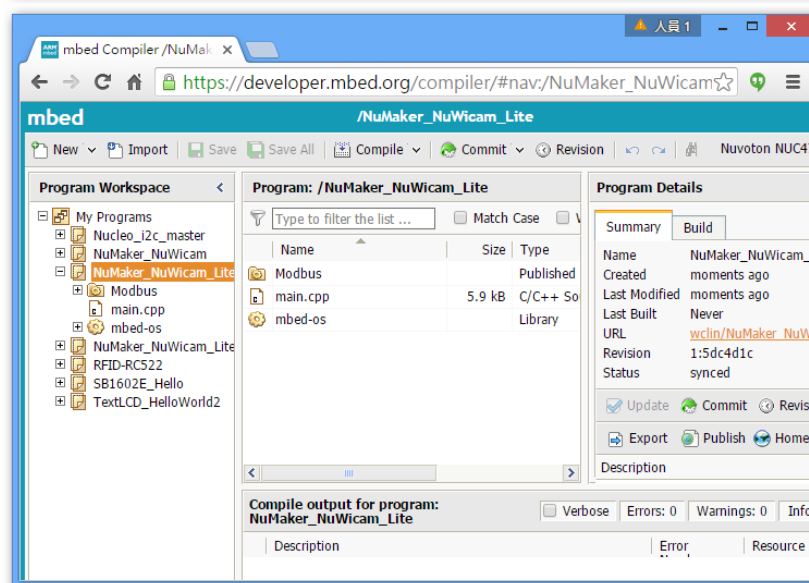 人員 1
mbed Compiler /NuMak
https://developer.mbed.org/compiler/#nav:/NuMaker_NuWicam
mbed /NuMaker_NuWicam_Lite
New Import Save Save All Compile Commit Revision Nuvoton NUC47
Program Workspace <
My Programs
Nucleo_i2c_master
NuMaker_NuWicam
NuMaker_NuWicam_Lite
Modbus
main.cpp
mbed-os
NuMaker_NuWicam_Lite
RFID-RC522
SB1602E_Hello
TextLCD_HelloWorld2
Program: /NuMaker_NuWicam_Lite
Type to filter the list ... Match Case
Name Size Type
Modbus Published
main.cpp 5.9 kB C/C++ Sou
mbed-os Library
Program Details
Summary Build
Name NuMaker_NuWicam_
Created moments ago
Last Modified moments ago
Last Built Never
URL wclin/NuMaker_NuW
Revision 1:5dc4d1c
Status synced
Update Commit Revis
Export Publish Home
Description
Compile output for program:
NuMaker_NuWicam_Lite
Verbose Errors: 0 Warnings: 0 Info
Description Error Resource